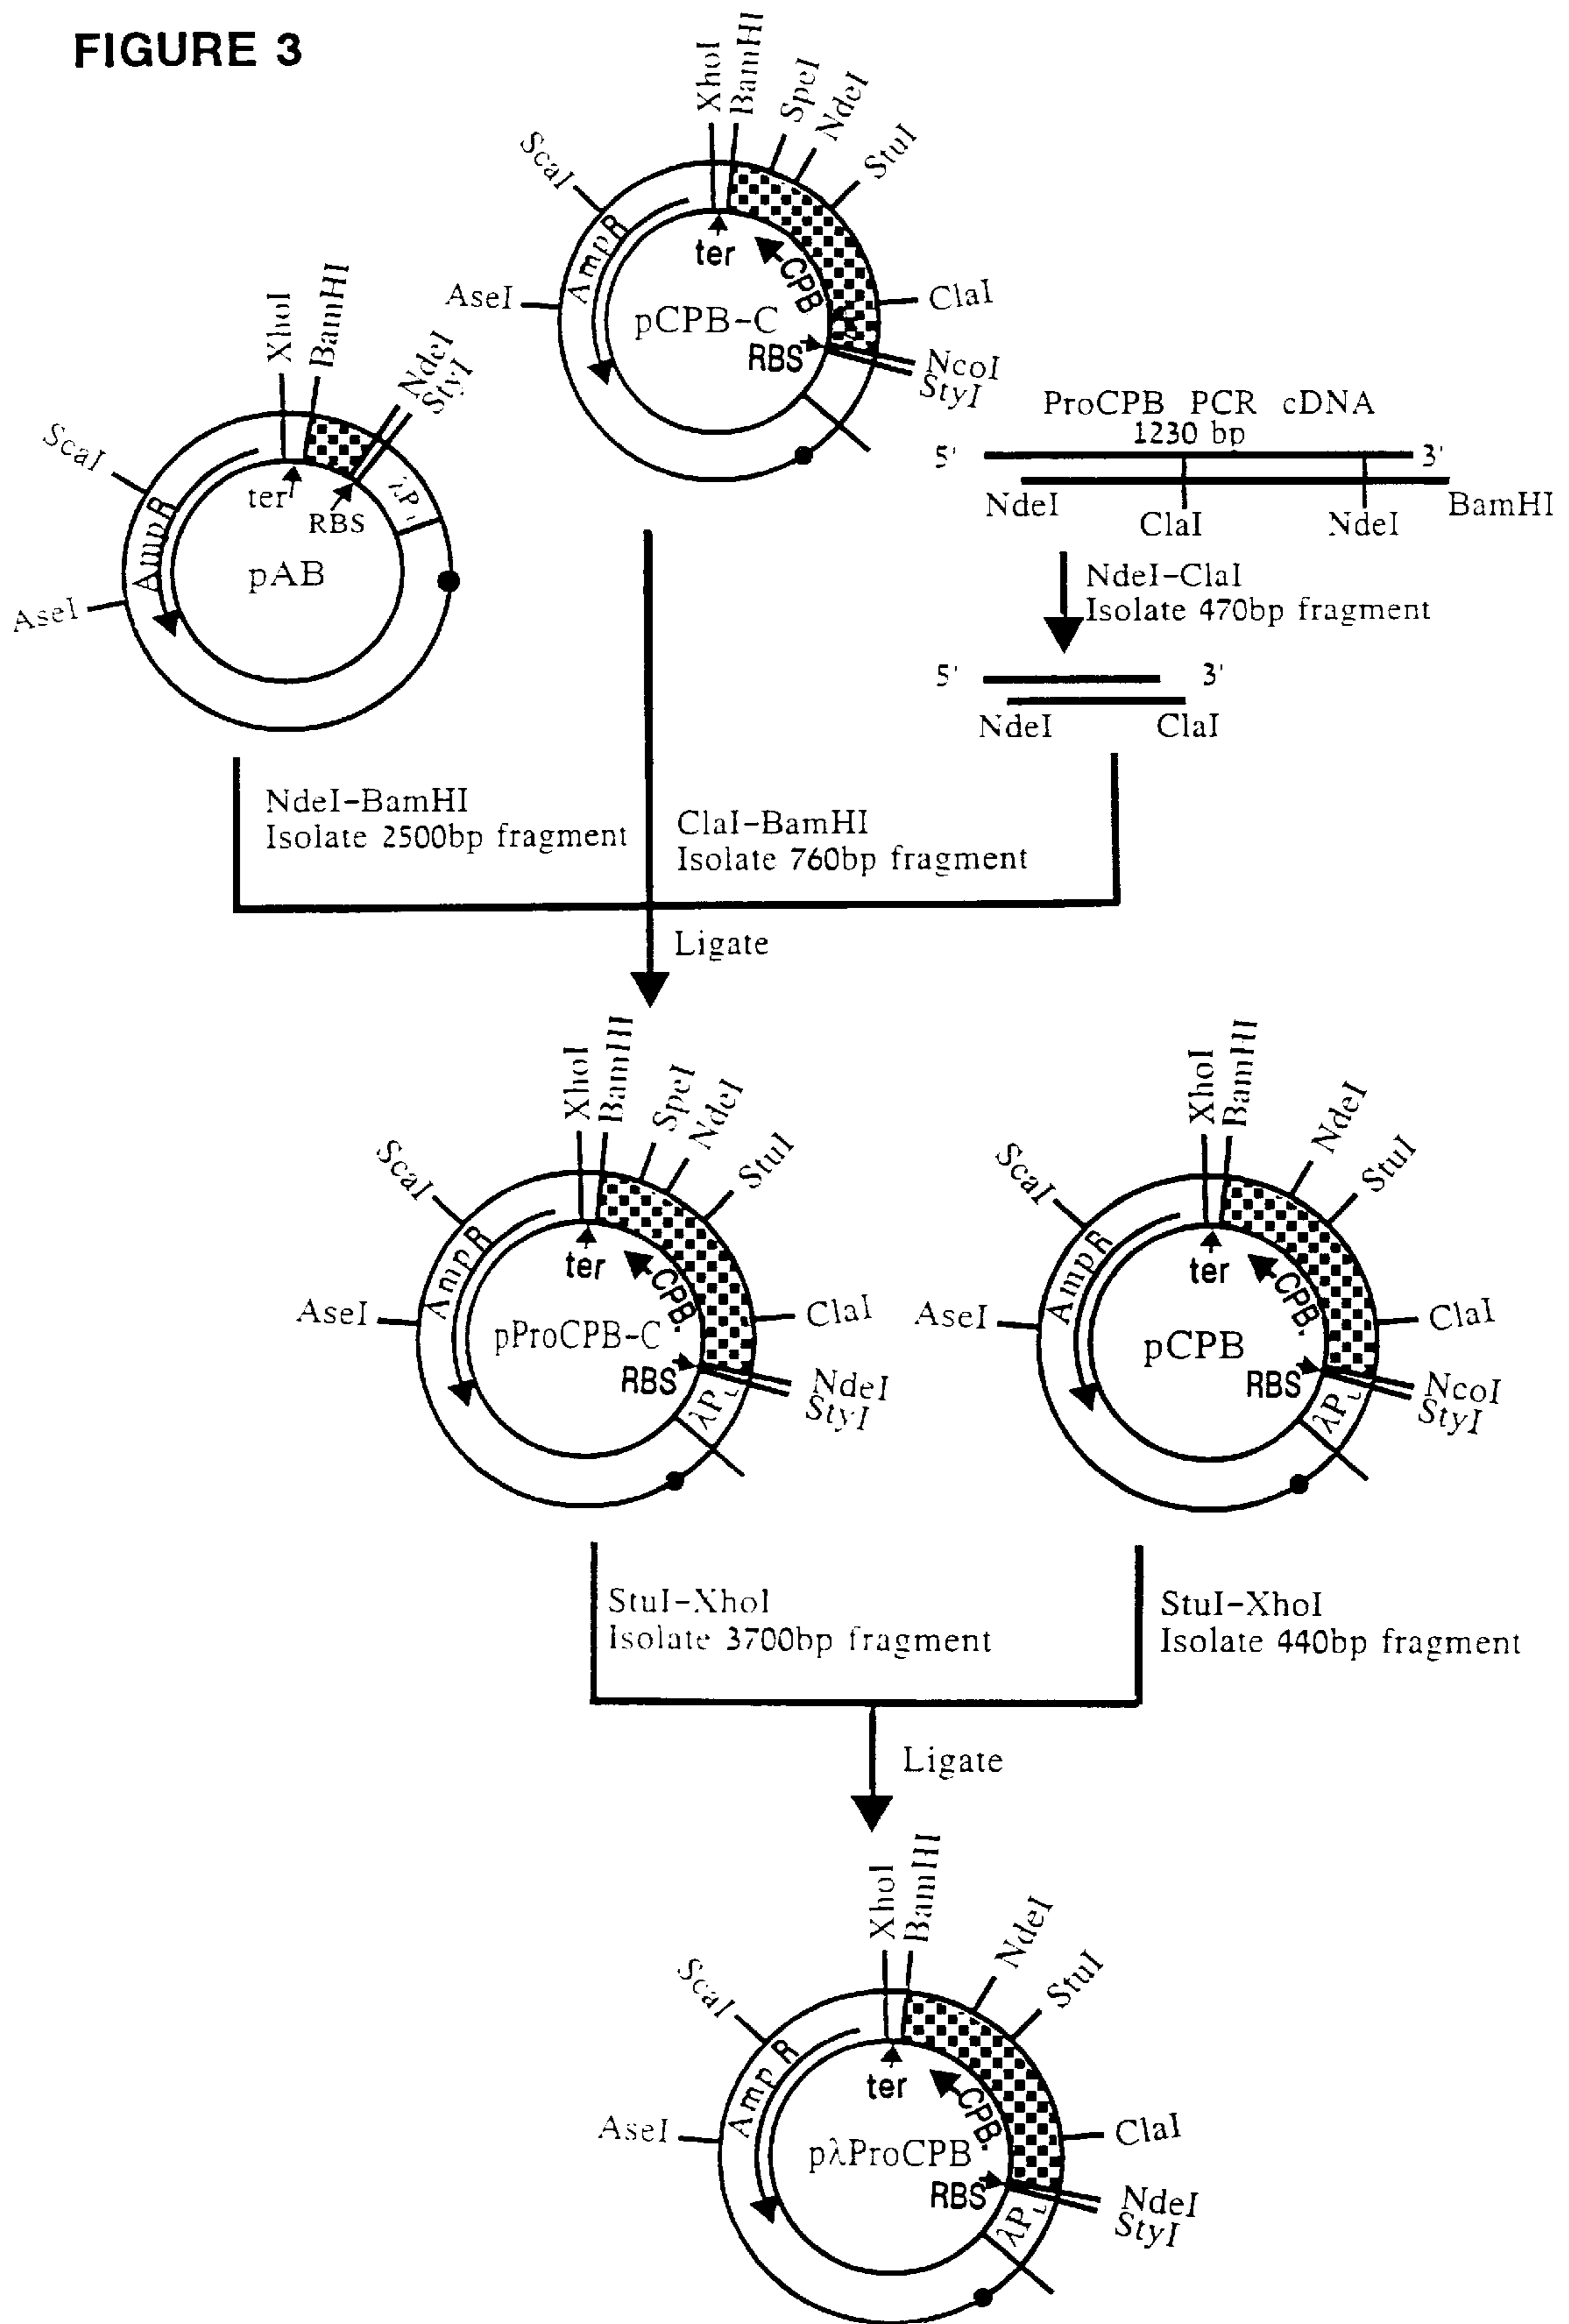 FIGURE 3
XhoI
BamHI
SpeI
NdeI
StuI
ScaI
AmpR
ter
CPB
AseI
pCPB-C
ClaI
RBS
NcoI
StyI
XhoI
BamHI
NdeI
StyI
ScaI
AmpR
ter
RBS
λP
AseI
pAB
ProCPB PCR cDNA
1230 bp
5' 3'
NdeI ClaI NdeI BamHI
NdeI-ClaI
Isolate 470bp fragment
5' 3'
NdeI ClaI
NdeI-BamHI
Isolate 2500bp fragment
ClaI-BamHI
Isolate 760bp fragment
Ligate
XhoI
BamHI
SpeI
NdeI
StuI
ScaI
AmpR
ter
CPB.
AseI
pProCPB-C
ClaI
RBS
NdeI
StyI
λPL
XhoI
BamHI
NdeI
StuI
ScaI
AmpR
ter
CPB.
AseI
pCPB
ClaI
RBS
NcoI
StyI
λPL
StuI-XhoI
Isolate 3700bp fragment
StuI-XhoI
Isolate 440bp fragment
Ligate
XhoI
BamHI
NdeI
StuI
ScaI
AmpR
ter
CPB.
AseI
pλProCPB
ClaI
RBS
NdeI
StyI
λPL